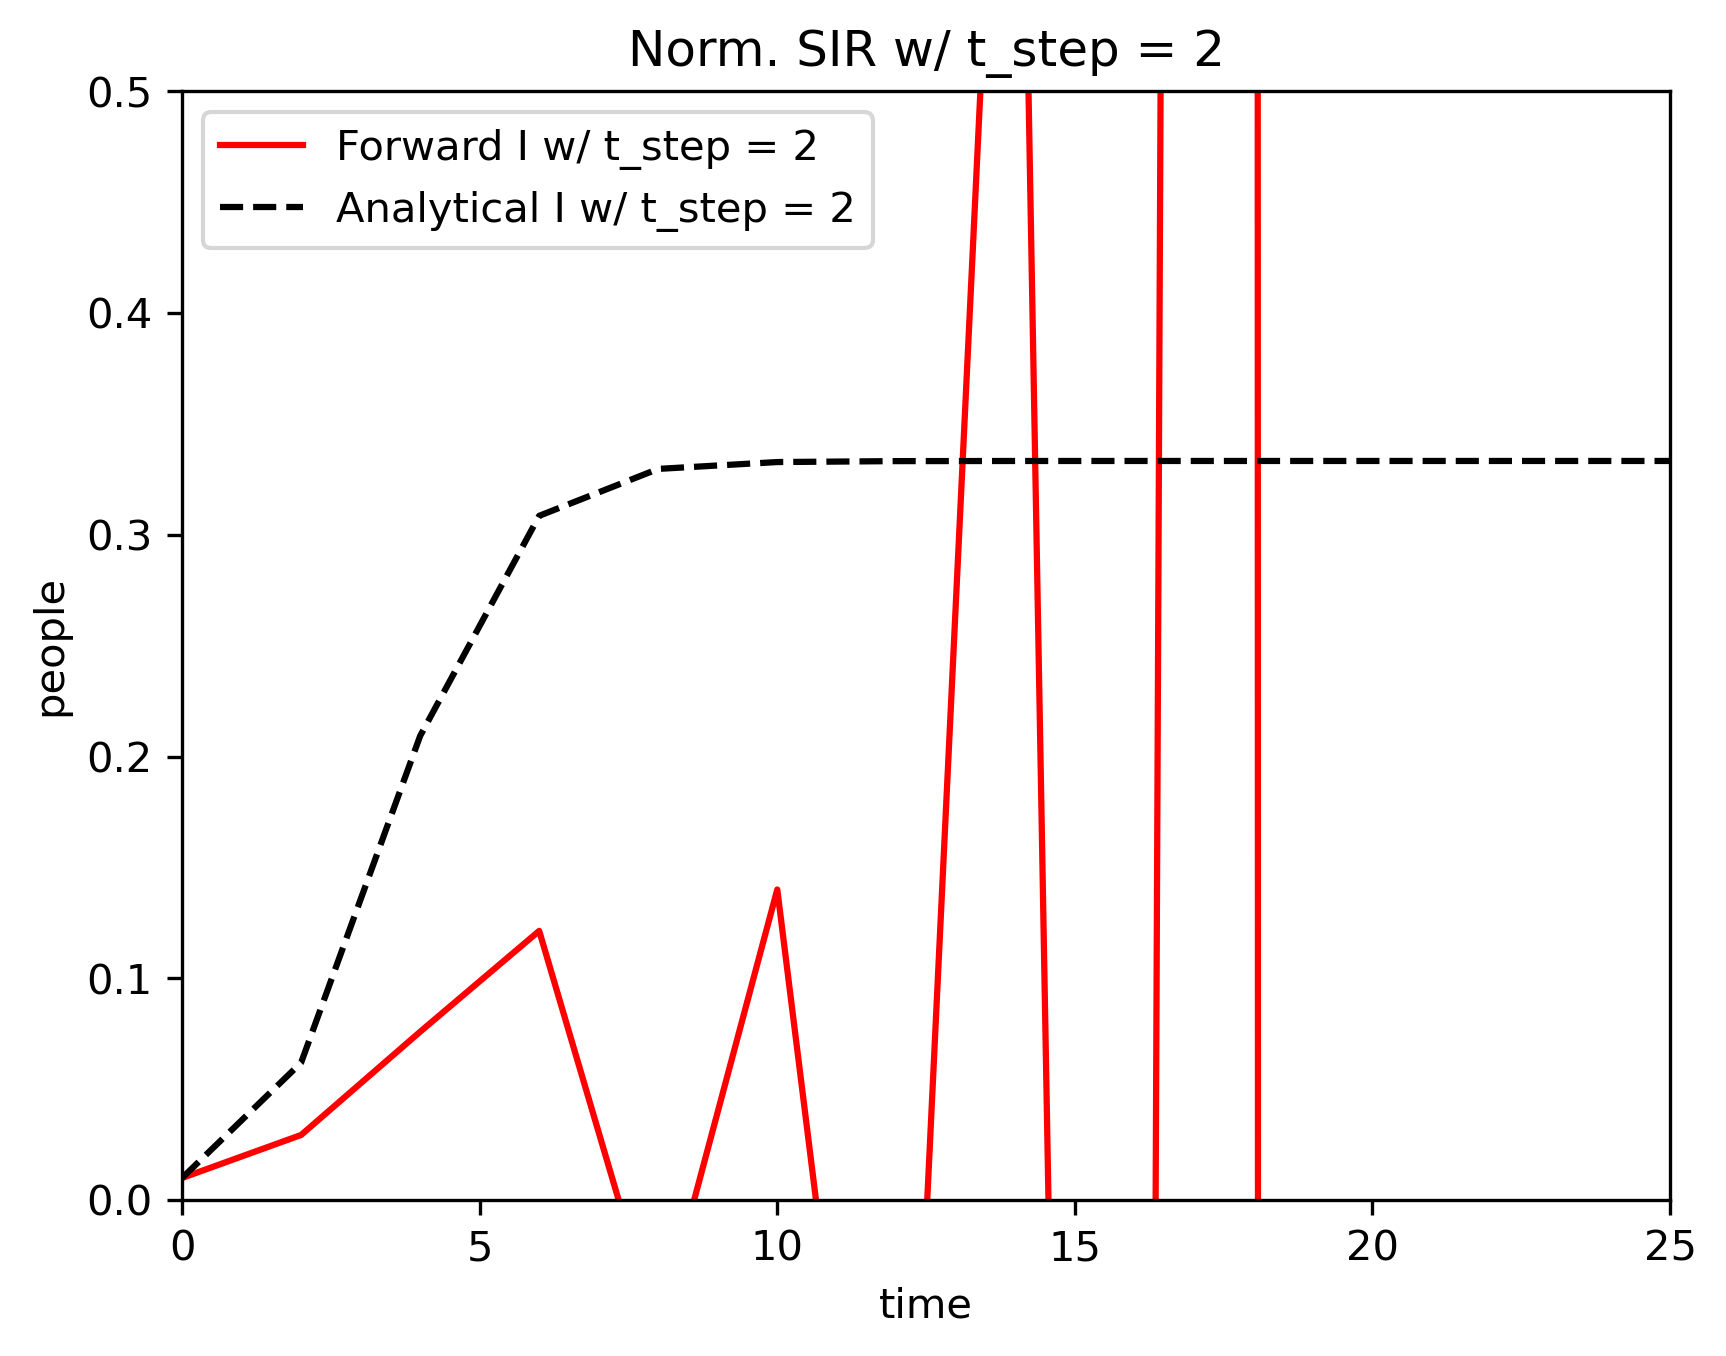 Norm. SIR w/ t_step = 2
0.5
Forward I w/ t_step = 2
Analytical I w/ t_step = 2
0.4
0.3
people
0.2
0.1
0.0
0 5 10 15 20 25
time